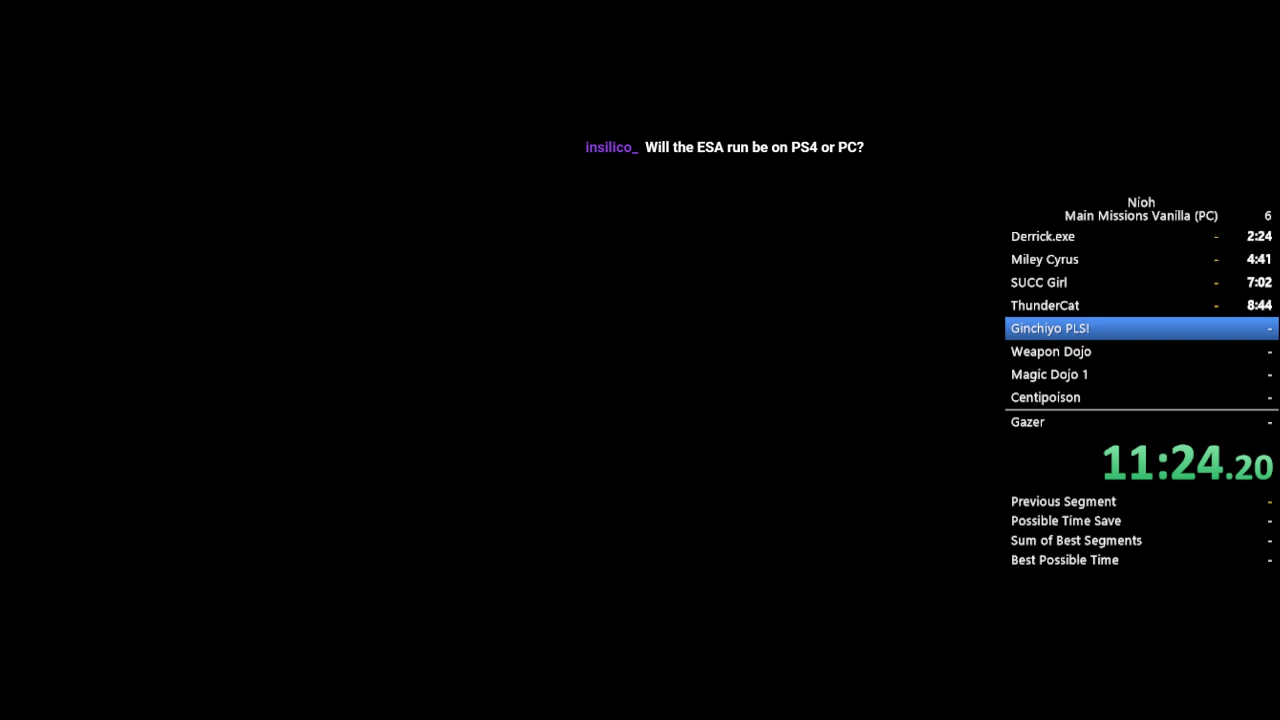 insilico_ Will the ESA run be on PS4 or PC?
Nioh
Main Missions Vanilla (PC) 6
Derrick.exe - 2:24
Miley Cyrus - 4:41
SUCC Girl - 7:02
ThunderCat - 8:44
Ginchiyo PLS! -
Weapon Dojo -
Magic Dojo 1 -
Centipoison -
Gazer -
11:24.20
Previous Segment -
Possible Time Save -
Sum of Best Segments -
Best Possible Time -